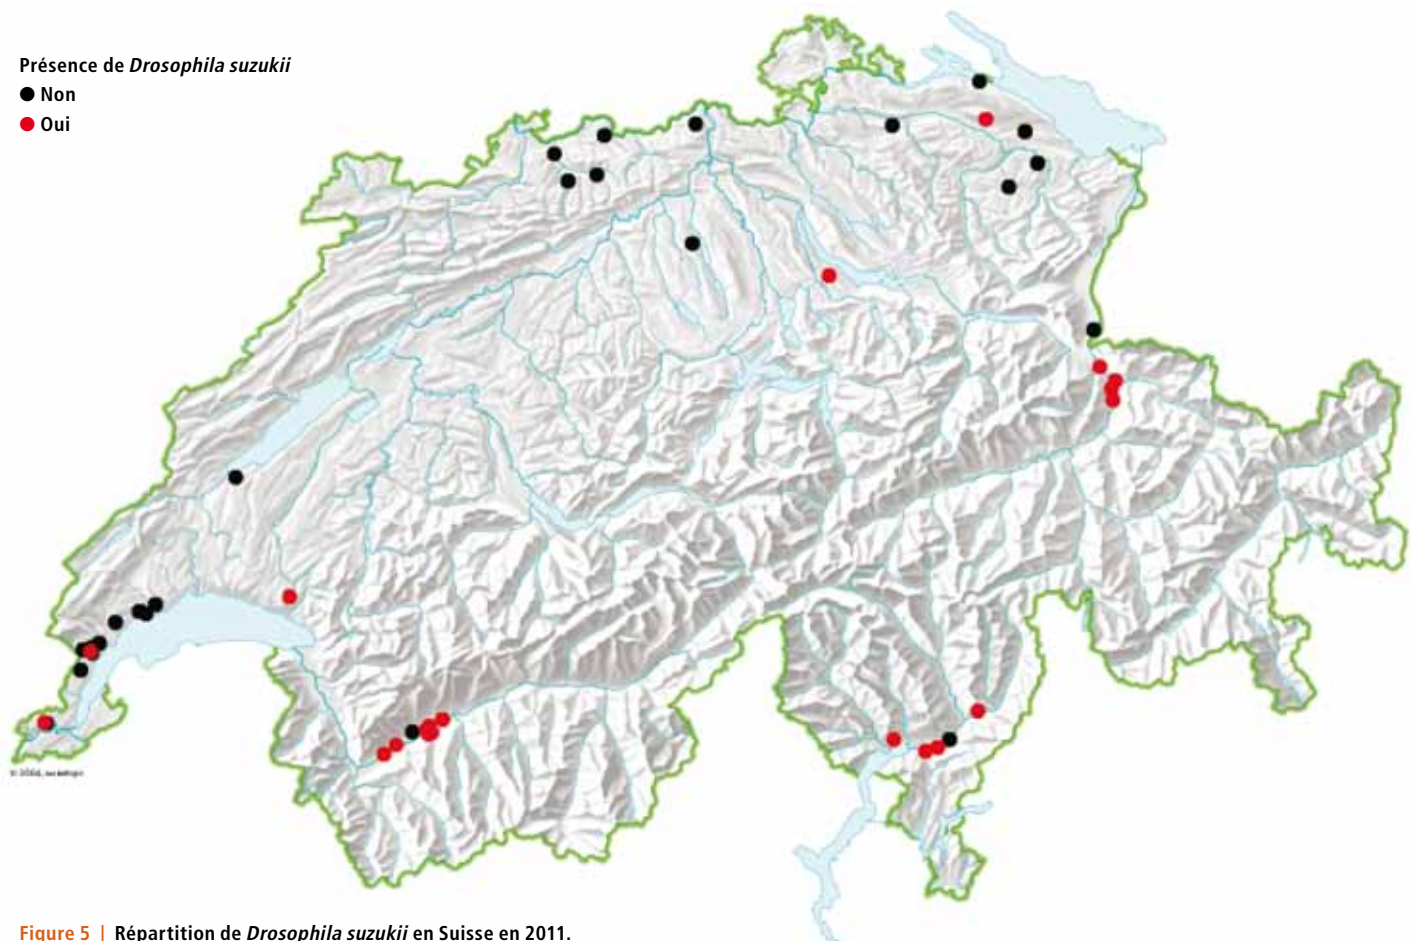 Présence de Drosophila suzukii
Non
Oui
Figure 5 | Répartition de Drosophila suzukii en Suisse en 2011.